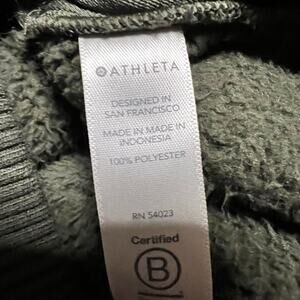 ATHLETA
DESIGNED IN
SAN FRANCISCO
MADE IN MADE IN
INDONESIA
100% POLYESTER
RN 54023
Certified
B